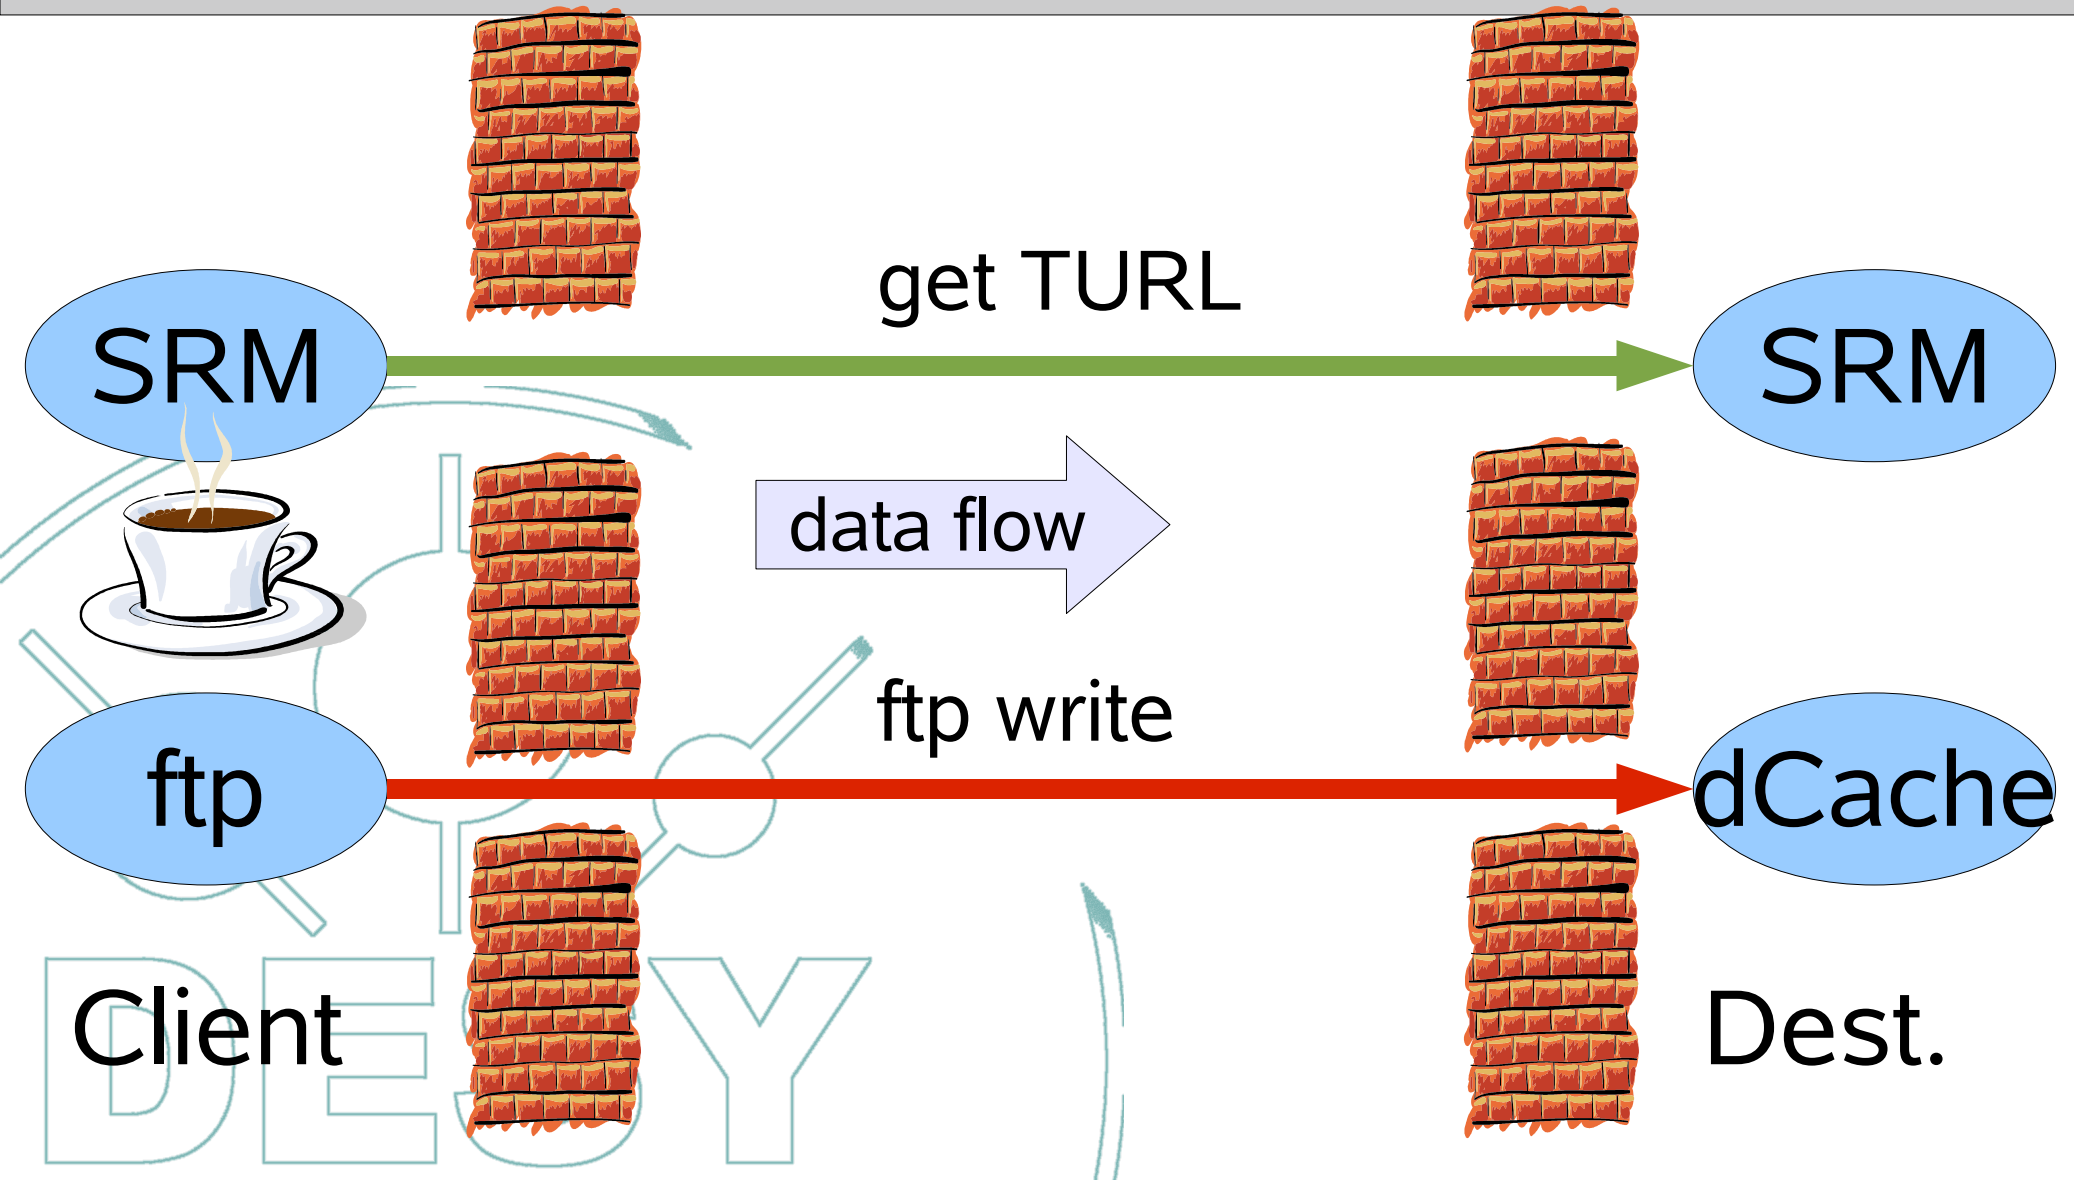 get TURL
SRM
SRM
data flow
ftp write
ftp
dCache
Client
Dest.
DESY